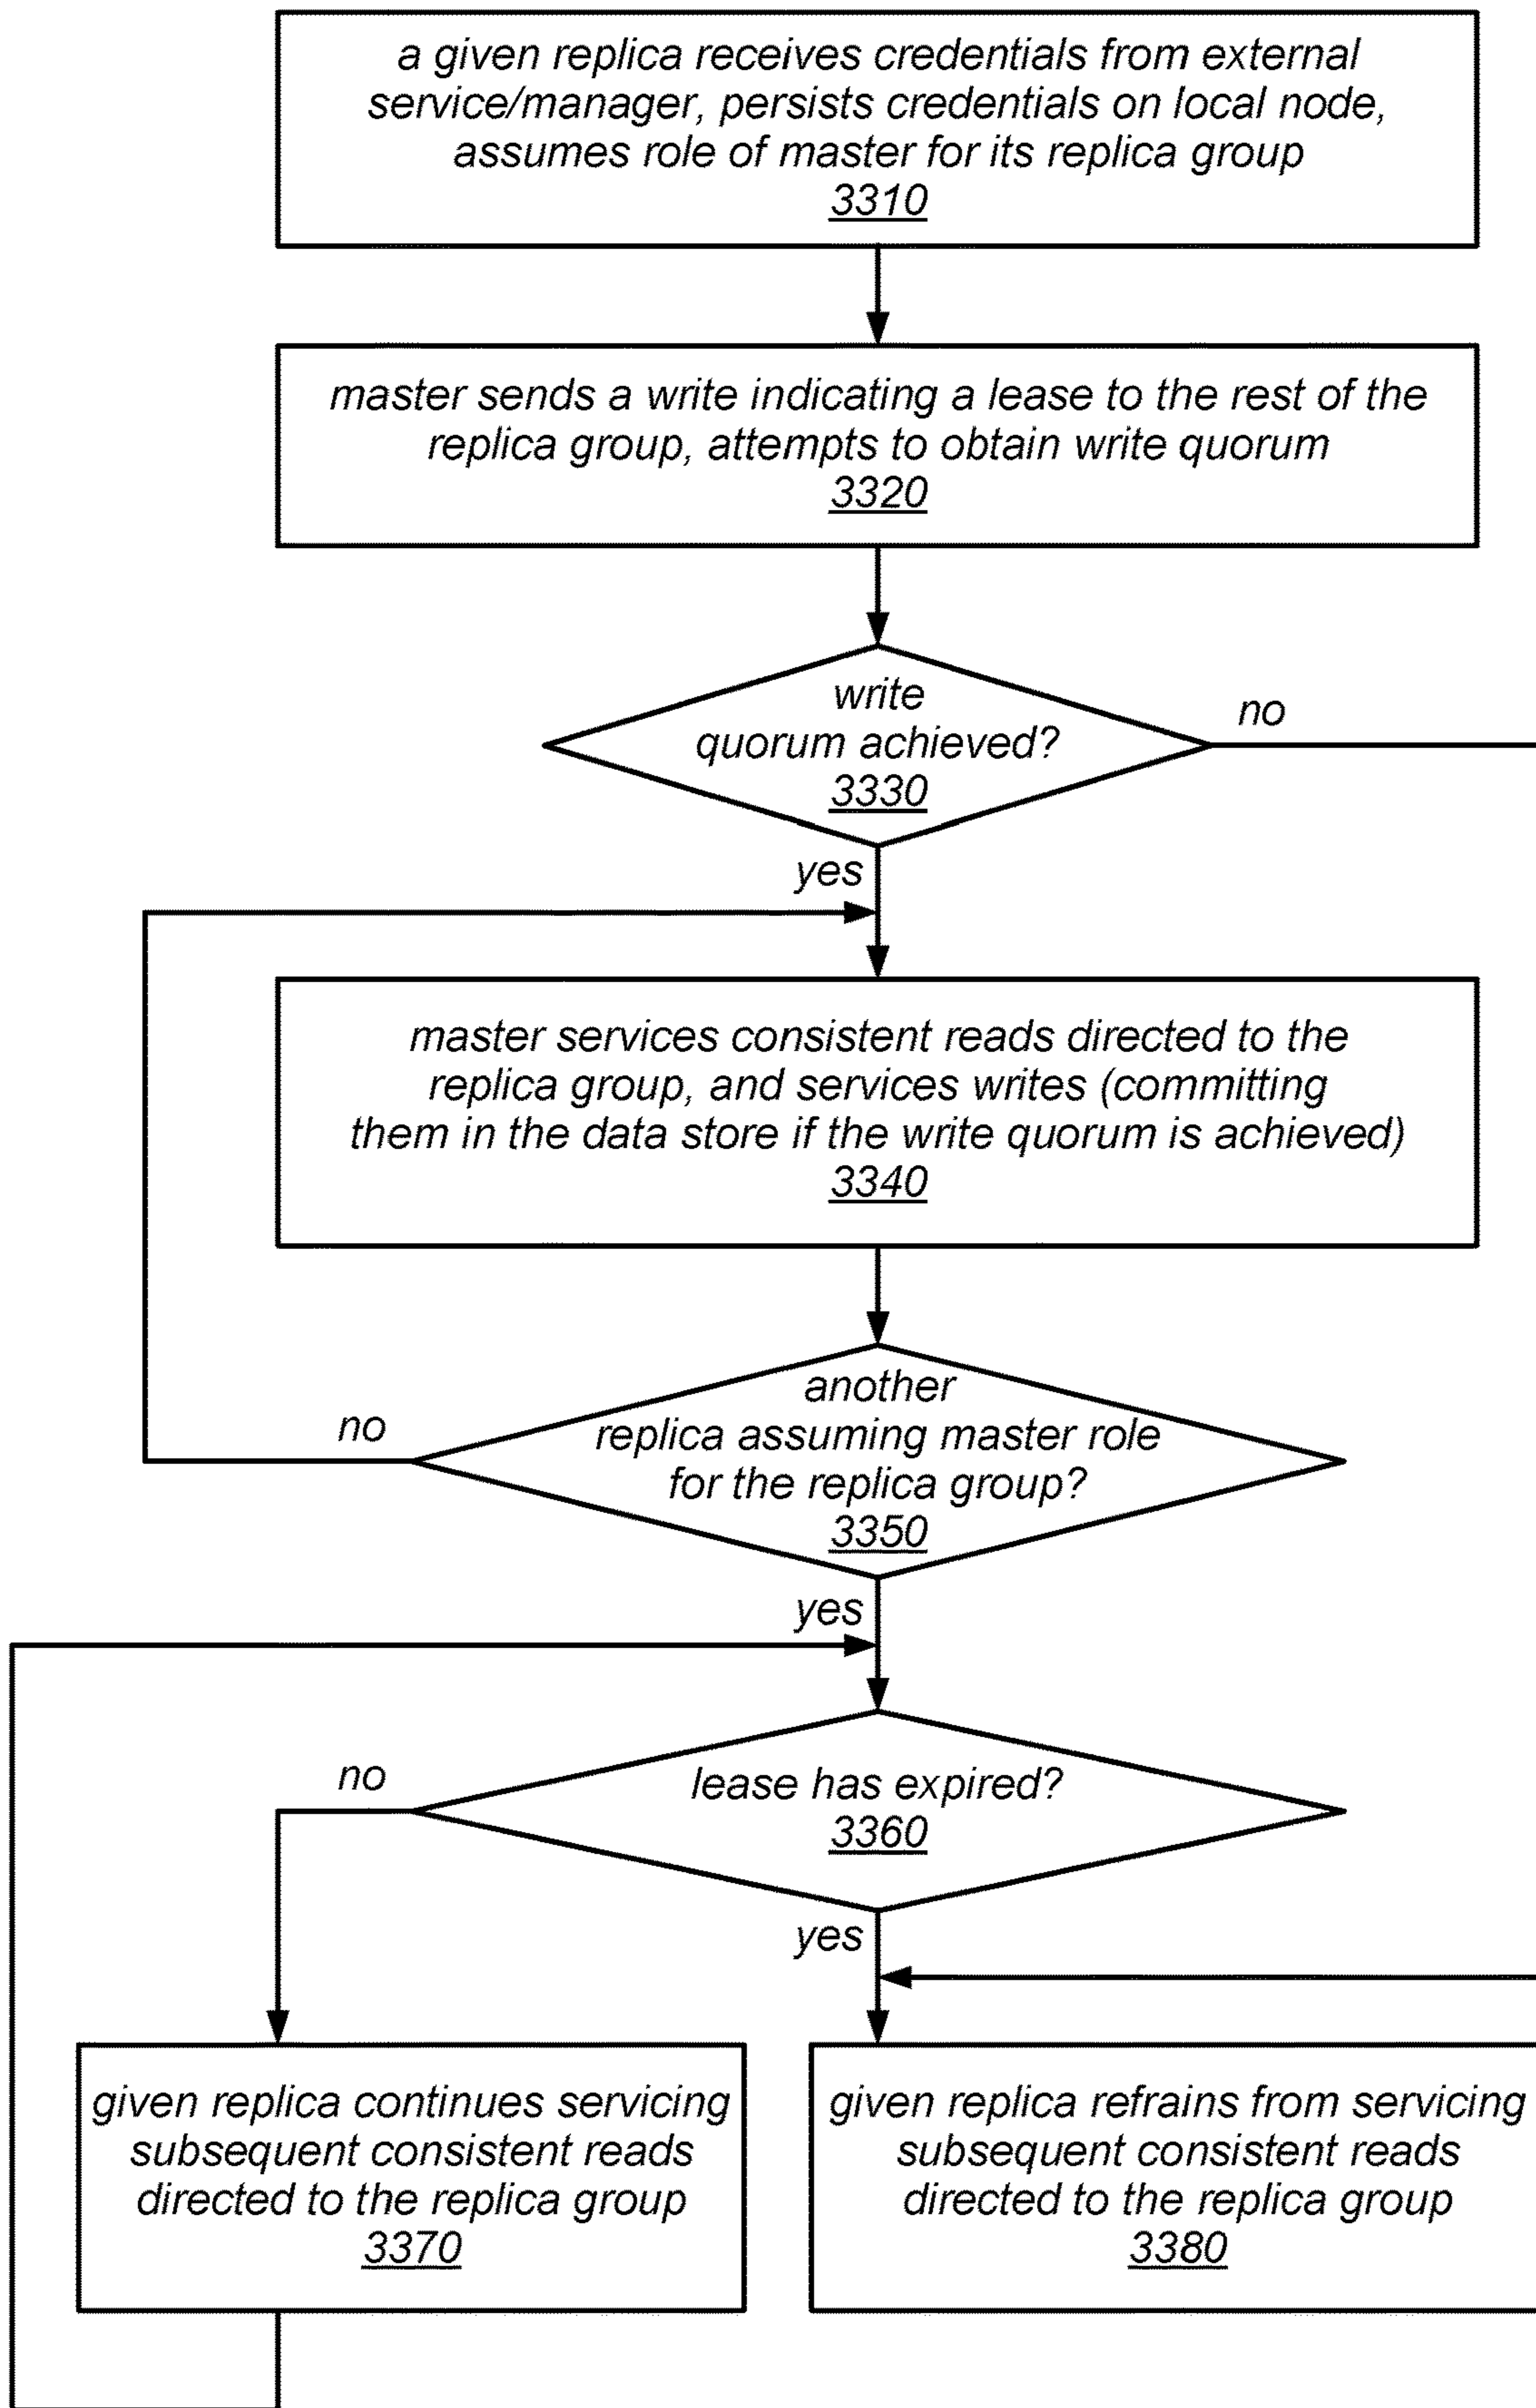 a given replica receives credentials from external
service/manager, persists credentials on local node,
assumes role of master for its replica group
3310
master sends a write indicating a lease to the rest of the
replica group, attempts to obtain write quorum
3320
write
quorum achieved?
3330
no
yes
master services consistent reads directed to the
replica group, and services writes (committing
them in the data store if the write quorum is achieved)
3340
another
replica assuming master role
for the replica group?
3350
no
yes
lease has expired?
3360
no
yes
given replica continues servicing
subsequent consistent reads
directed to the replica group
3370
given replica refrains from servicing
subsequent consistent reads
directed to the replica group
3380